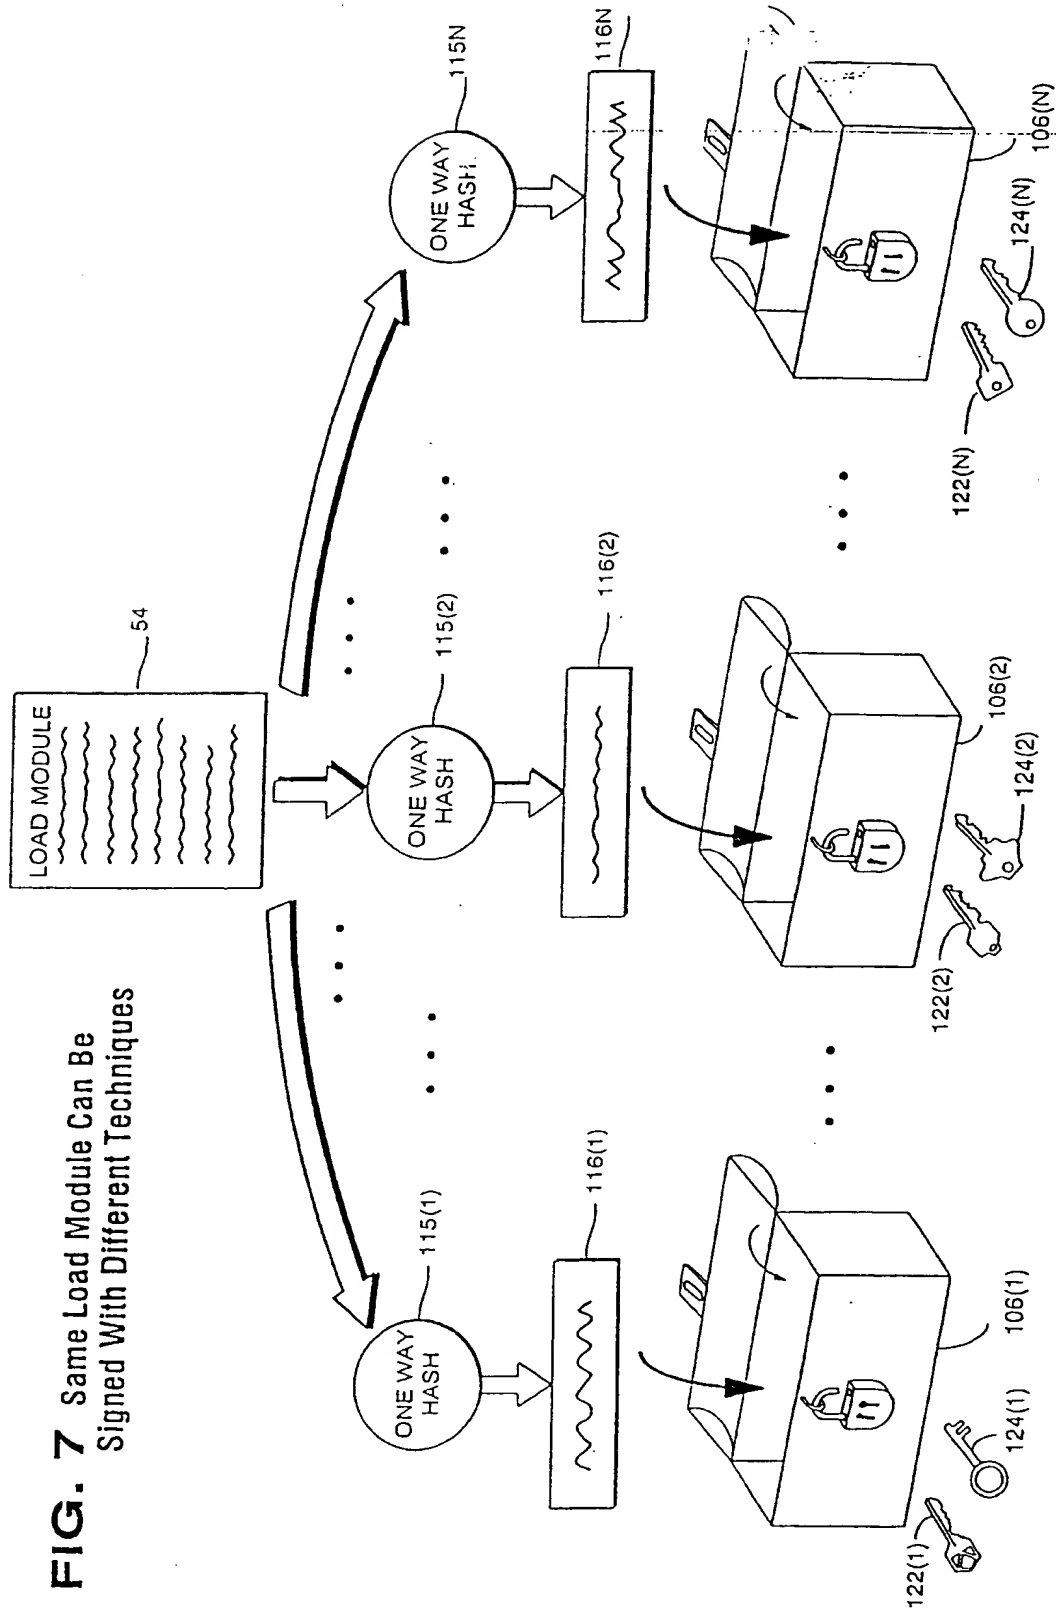 FIG. 7 Same Load Module Can Be
Signed With Different Techniques
LOAD MODULE
54
ONE WAY
HASH
115(1)
ONE WAY
HASH
115(2)
ONE WAY
HASH
115N
116(1)
116(2)
116N
106(1)
106(2)
106(N)
122(1)
124(1)
122(2)
124(2)
122(N)
124(N)